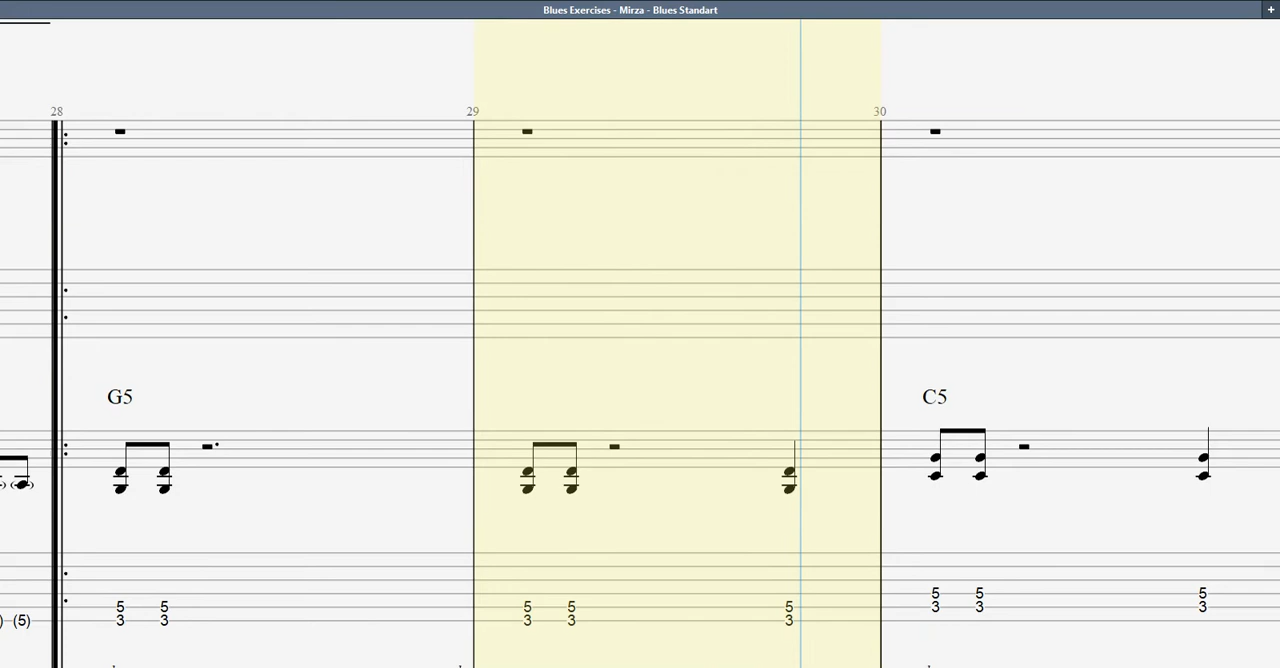 Blues Exercises - Mirza - Blues Standart +
28 29 30
G5 C5
5 5 5 5 5 5 5 5
3 3 3 3 3 3 3 3
(5)